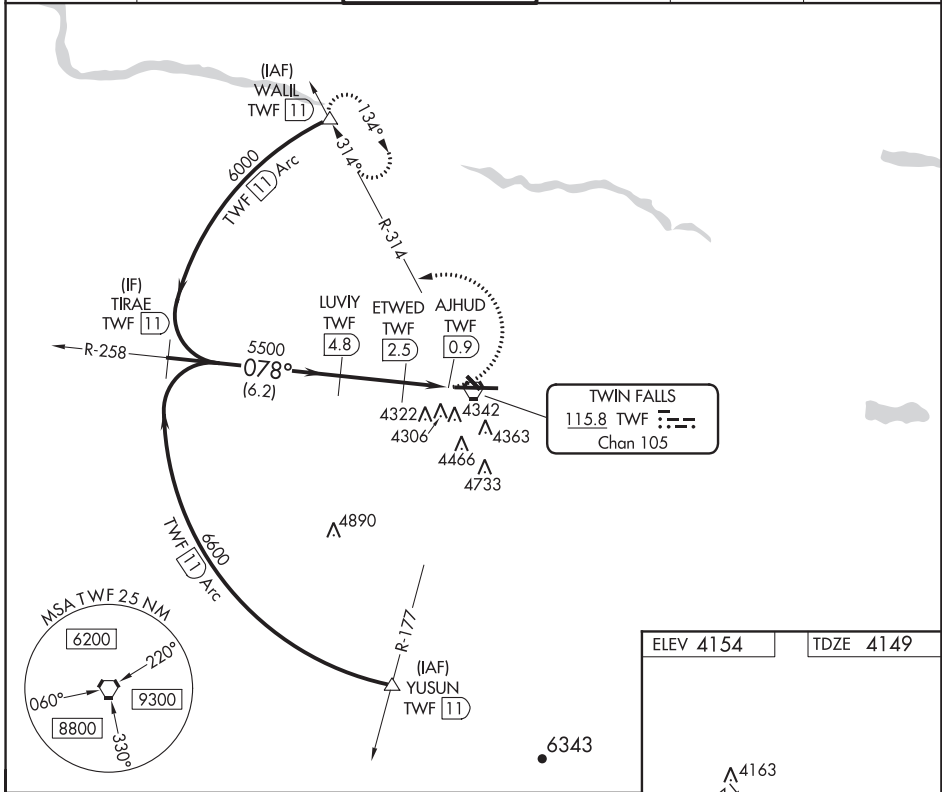 (IAF)
WALIL
TWF 11
134°
314°
6000
TWF 11 Arc
R-314
(IF)
TIRAE
TWF 11
LUVIY
TWF
4.8
ETWED
TWF
2.5
AJHUD
TWF
0.9
R-258
5500
078°
(6.2)
TWIN FALLS
115.8 TWF
Chan 105
4322
4342
4306
4363
4466
4733
4890
6600
TWF 11 Arc
R-177
(IAF)
YUSUN
TWF 11
MSA TWF 25 NM
6200
220°
060°
9300
8800
330°
6343
ELEV 4154
TDZE 4149
4163